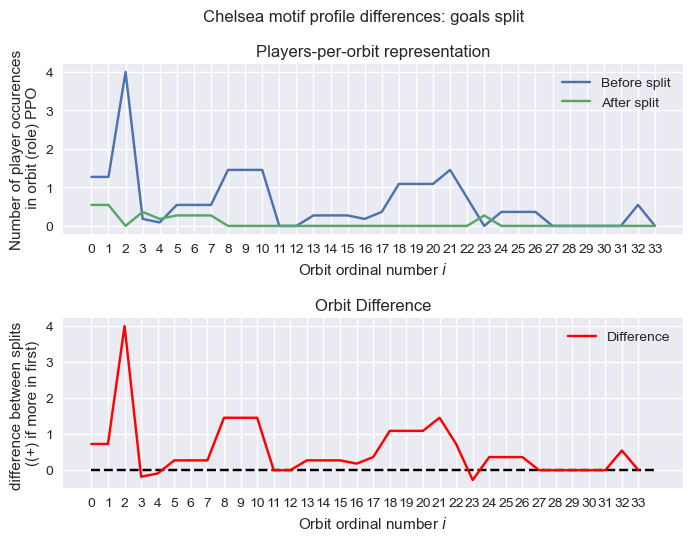 Chelsea motif profile differences: goals split
Players-per-orbit representation
Number of player occurences
in orbit (role) PPO
4
3
2
1
0
Before split
After split
0 1 2 3 4 5 6 7 8 9 10 11 12 13 14 15 16 17 18 19 20 21 22 23 24 25 26 27 28 29 30 31 32 33
Orbit ordinal number i
Orbit Difference
difference between splits
((+) if more in first)
4
3
2
1
0
Difference
0 1 2 3 4 5 6 7 8 9 10 11 12 13 14 15 16 17 18 19 20 21 22 23 24 25 26 27 28 29 30 31 32 33
Orbit ordinal number i